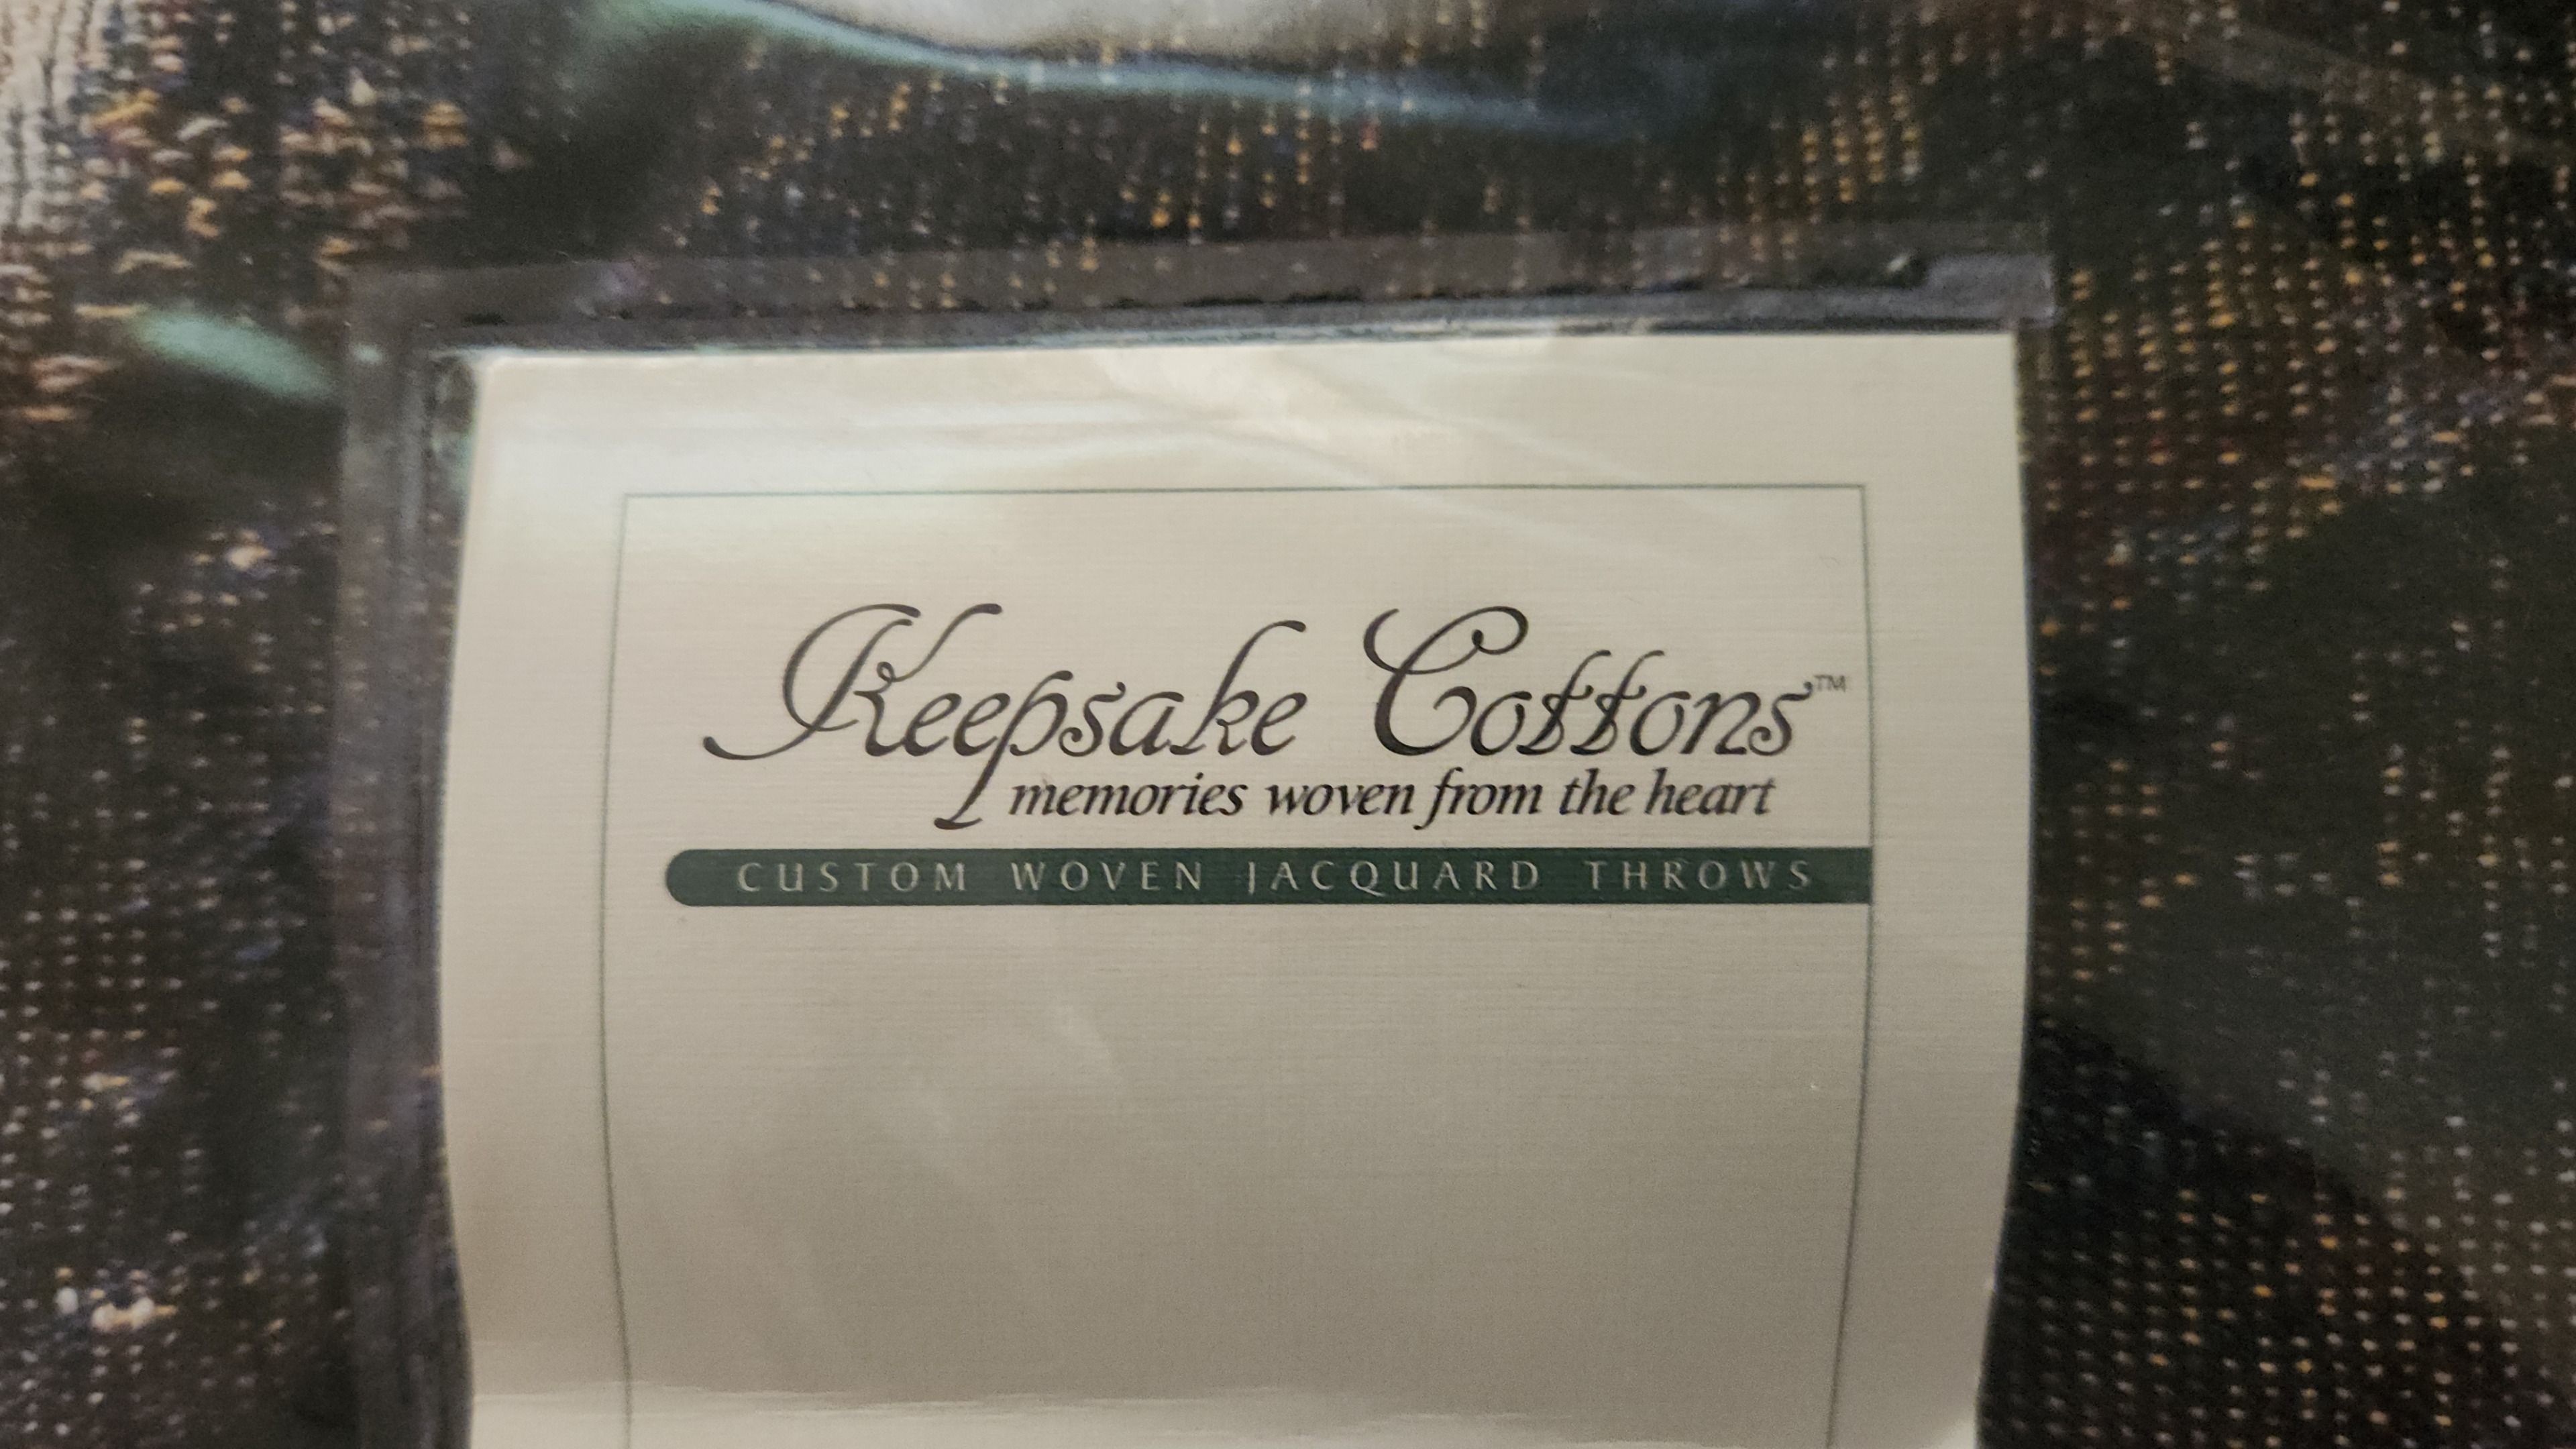 Keepsake Cottons™
memories woven from the heart
CUSTOM WOVEN JACQUARD THROWS